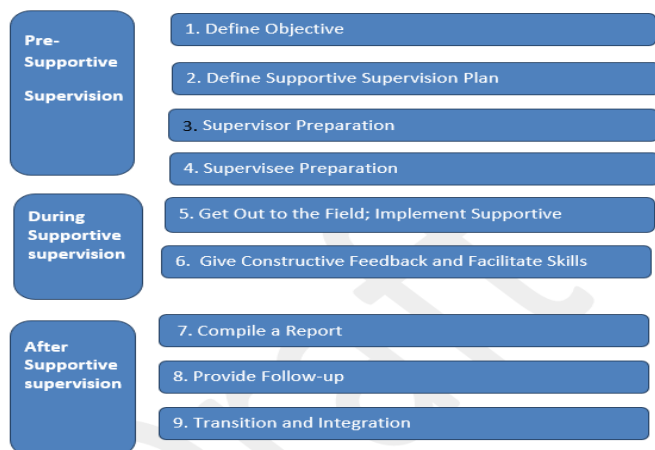 Pre-
Supportive
Supervision
1. Define Objective
2. Define Supportive Supervision Plan
3. Supervisor Preparation
4. Supervisee Preparation
During
Supportive
supervision
5. Get Out to the Field; Implement Supportive
6. Give Constructive Feedback and Facilitate Skills
After
Supportive
supervision
7. Compile a Report
8. Provide Follow-up
9. Transition and Integration